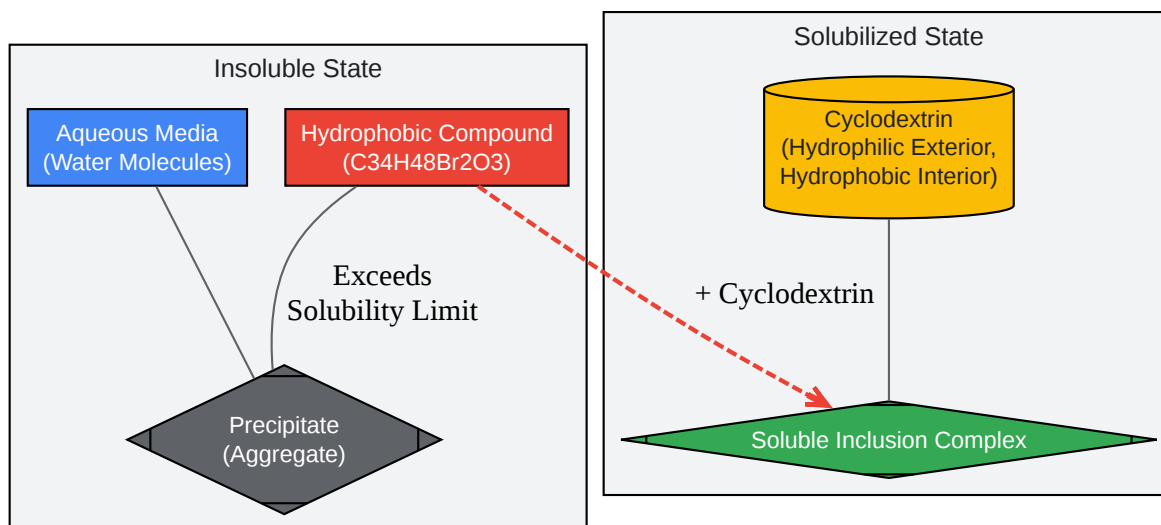 Insoluble State
Aqueous Media
(Water Molecules)
Hydrophobic Compound
(C34H48Br2O3)
Exceeds
Solubility Limit
Precipitate
(Aggregate)
Solubilized State
Cyclodextrin
(Hydrophilic Exterior,
Hydrophobic Interior)
+ Cyclodextrin
Soluble Inclusion Complex